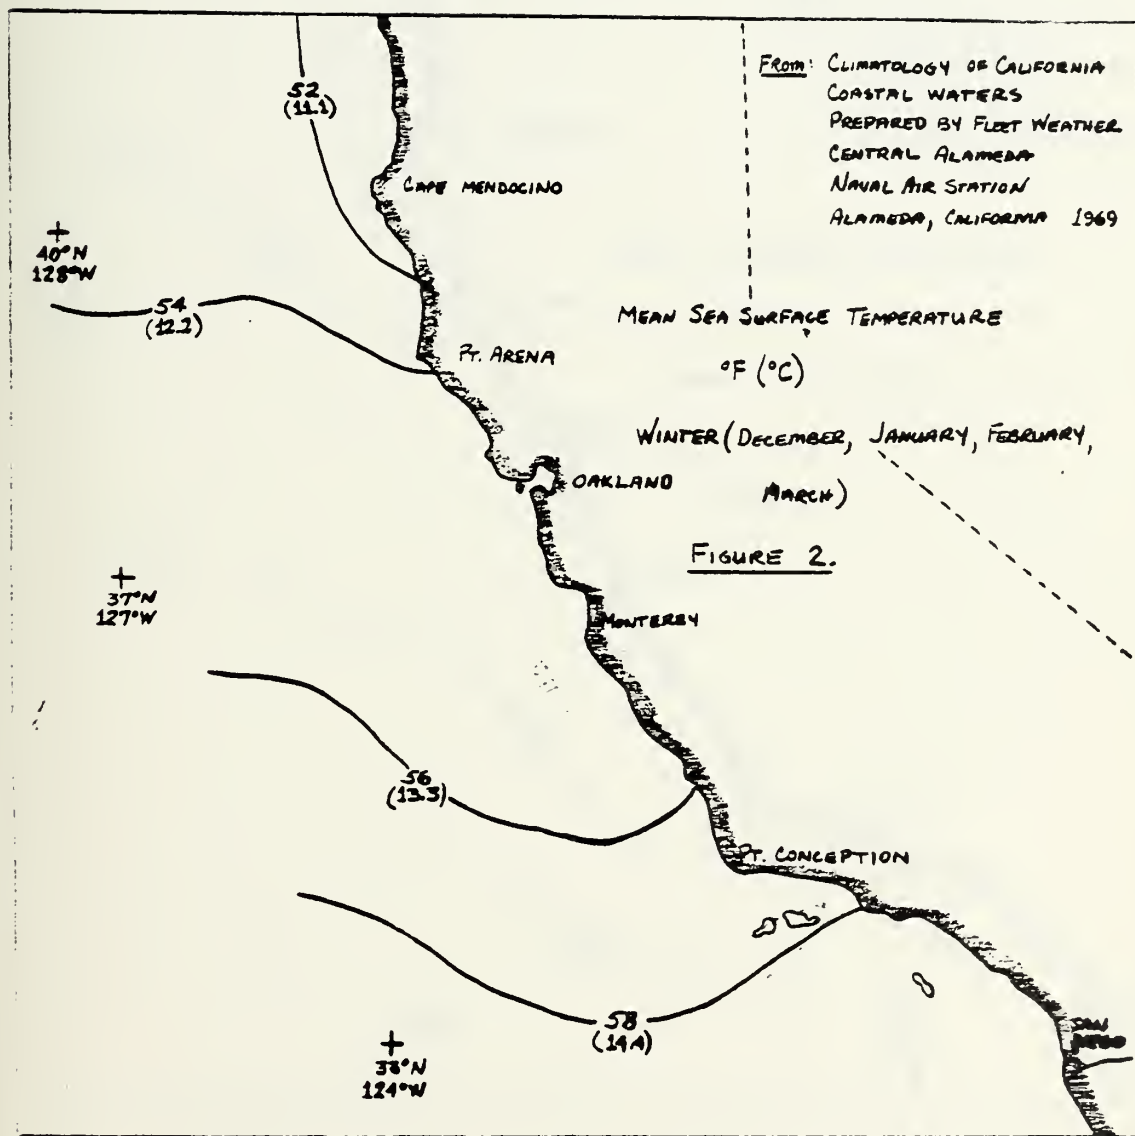 FROM: CLIMATOLOGY OF CALIFORNIA
COASTAL WATERS
PREPARED BY FLEET WEATHER
CENTRAL ALAMEDA
NAVAL AIR STATION
ALAMEDA, CALIFORNIA 1969
52
(11.1)
CAPE MENDOCINO
40°N
128°W
54
(12.2)
MEAN SEA SURFACE TEMPERATURE
°F (°C)
PT. ARENA
WINTER (DECEMBER, JANUARY, FEBRUARY,
MARCH)
OAKLAND
FIGURE 2.
37°N
127°W
MONTEREY
56
(13.3)
PT. CONCEPTION
58
(14.4)
33°N
124°W
SAN